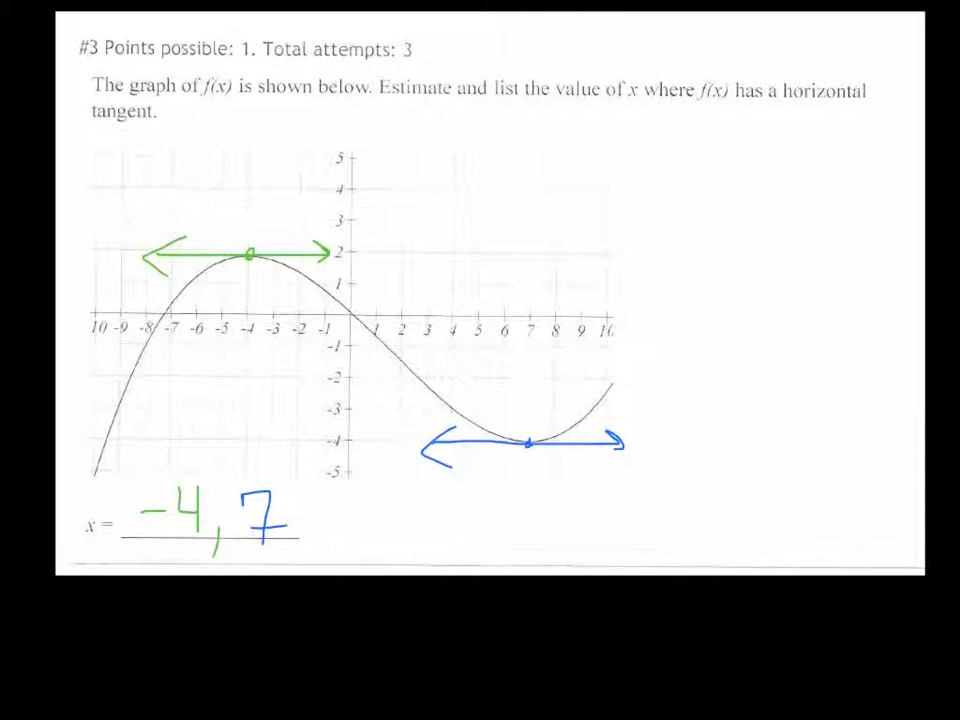 #3 Points possible: 1. Total attempts: 3
The graph of f(x) is shown below. Estimate and list the value of x where f(x) has a horizontal
tangent.
5
4
3
2
1
10 -9 -8 -7 -6 -5 -4 -3 -2 -1 1 2 3 4 5 6 7 8 9 10
-1
-2
-3
-4
-5
x = -4, 7